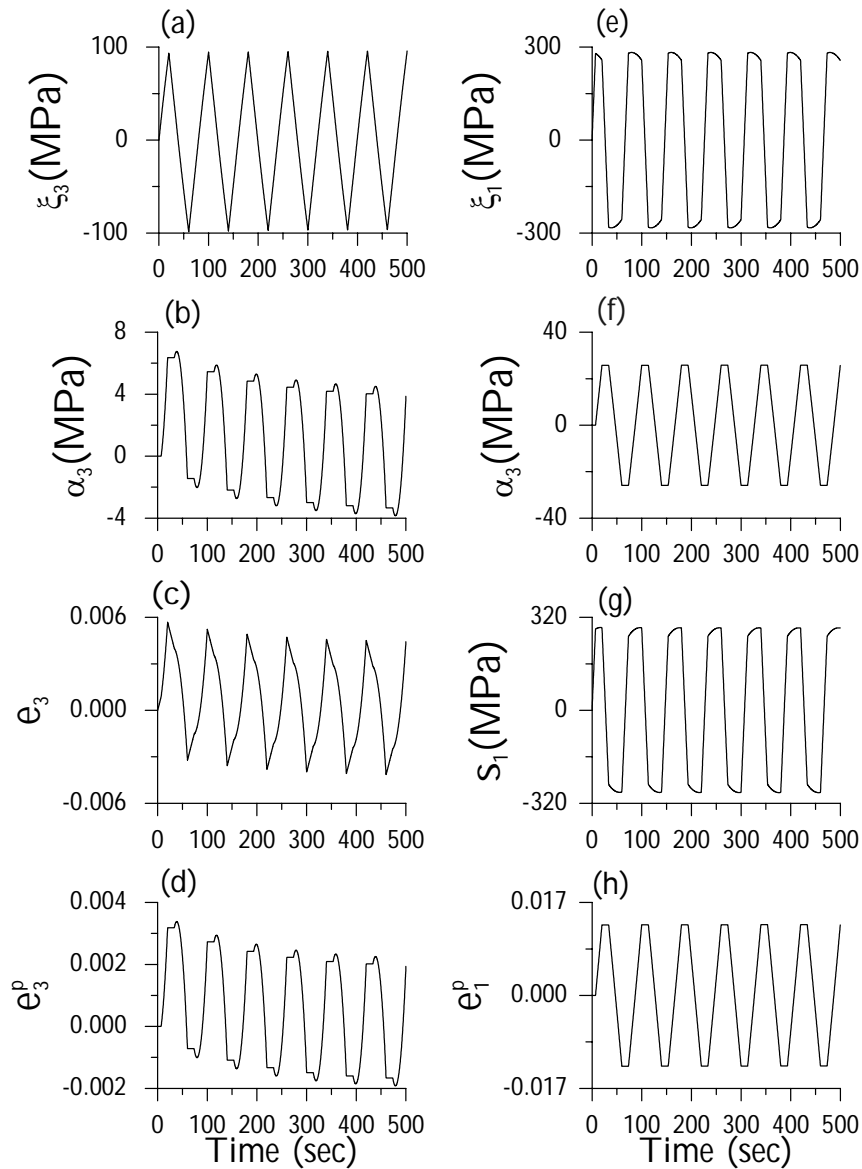 (a)
100
0
-100
ξ3(MPa)
0 100 200 300 400 500
(e)
300
0
-300
ξ1(MPa)
0 100 200 300 400 500
(b)
8
4
0
-4
α3(MPa)
0 100 200 300 400 500
(f)
40
0
-40
α3(MPa)
0 100 200 300 400 500
(c)
0.006
0.000
-0.006
e3
0 100 200 300 400 500
(g)
320
0
-320
s1(MPa)
0 100 200 300 400 500
(d)
0.004
0.002
0.000
-0.002
e3p
0 100 200 300 400 500
Time (sec)
(h)
0.017
0.000
-0.017
e1p
0 100 200 300 400 500
Time (sec)